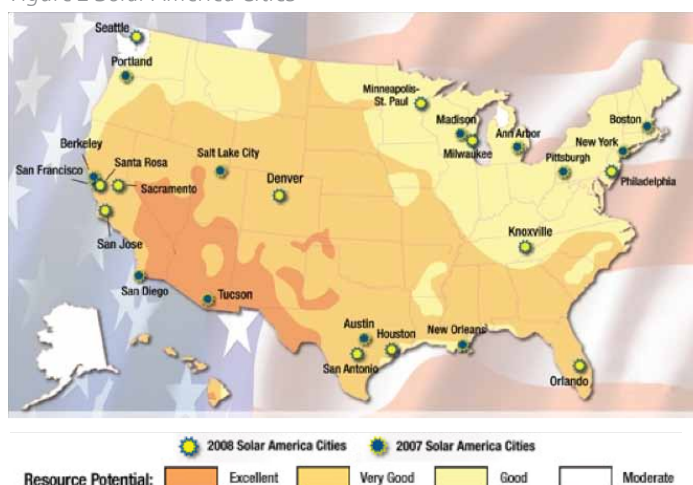 Figure 2 Solar America Cities
Seattle
Portland
Minneapolis-
St. Paul
Madison
Milwaukee
Ann Arbor
Boston
New York
Pittsburgh
Philadelphia
Berkeley
San Francisco
Santa Rosa
Sacramento
Salt Lake City
Denver
San Jose
Knoxville
San Diego
Tucson
Austin
Houston
New Orleans
San Antonio
Orlando
2008 Solar America Cities
2007 Solar America Cities
Resource Potential:
Excellent
Very Good
Good
Moderate